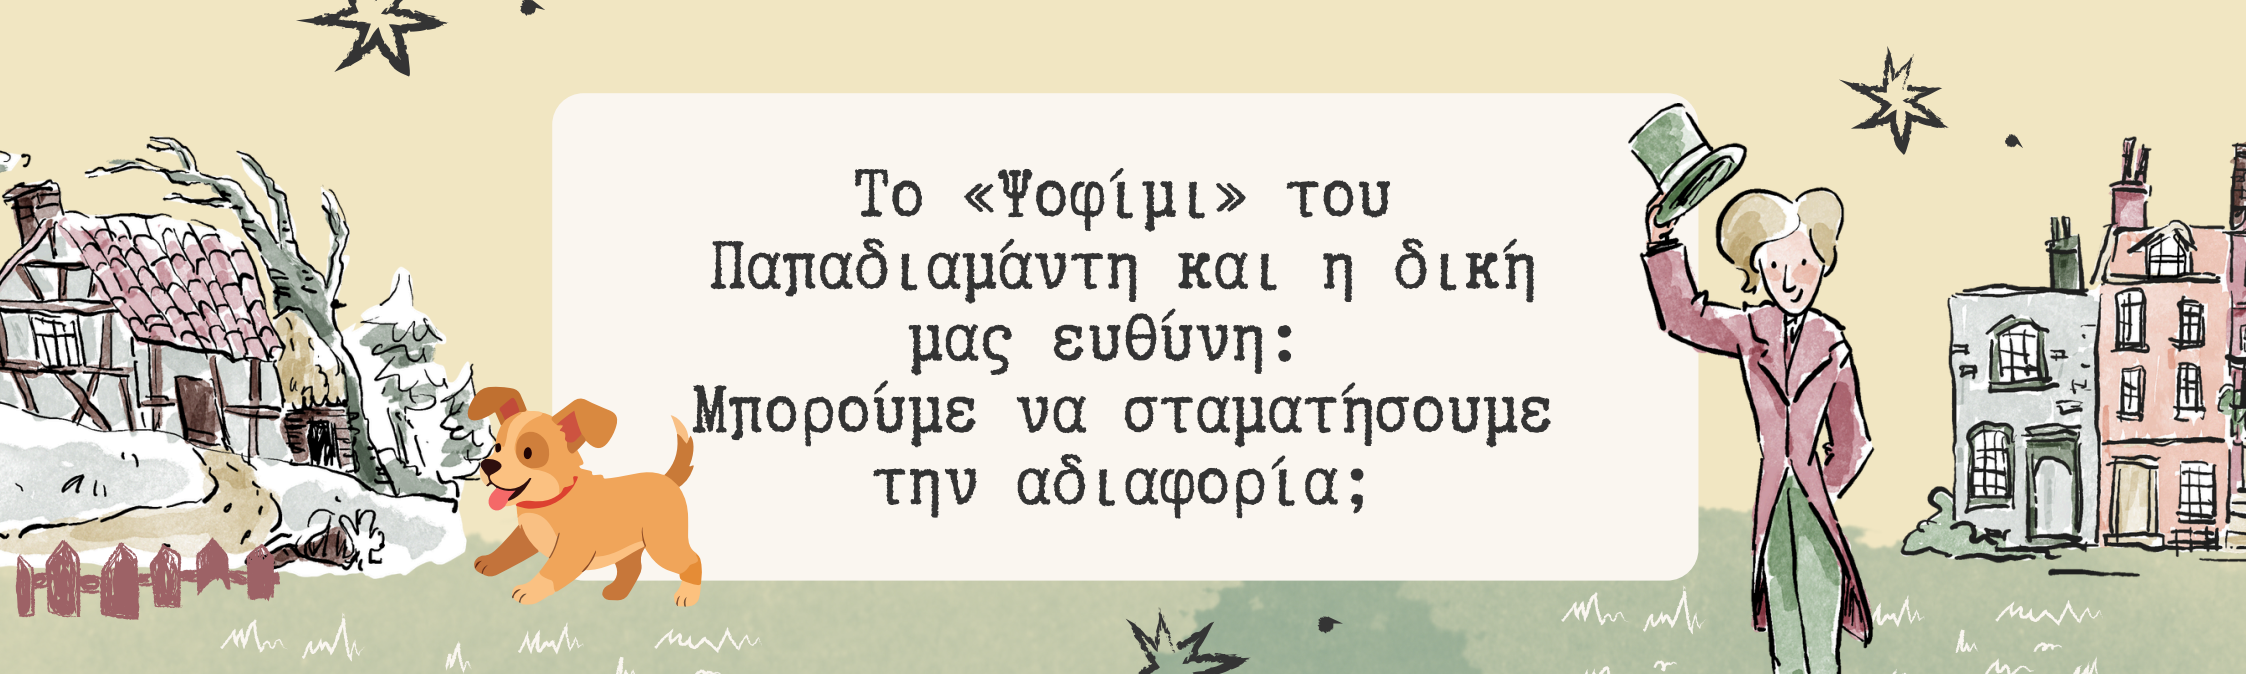 Το «Ψοφίμι» του
Παπαδιαμάντη και η δική
μας ευθύνη:
Μπορούμε να σταματήσουμε
την αδιαφορία;